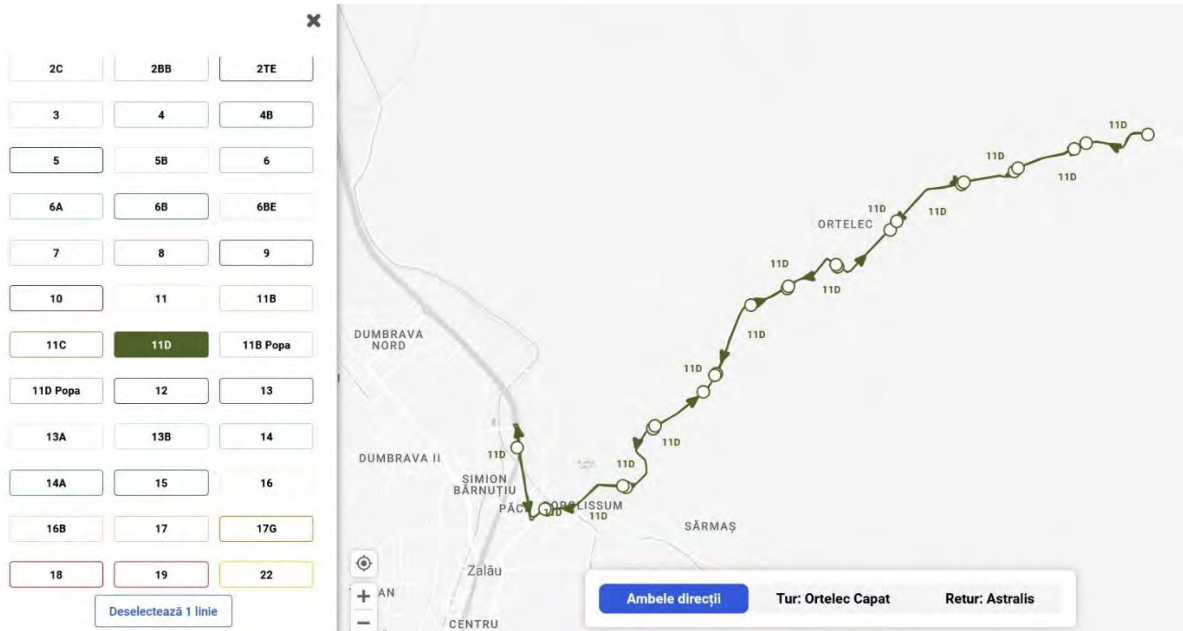 2C 2BB 2TE
3 4 4B
5 5B 6
6A 6B 6BE
7 8 9
10 11 11B
11C 11D 11B Popa
11D Popa 12 13
13A 13B 14
14A 15 16
16B 17 17G
18 19 22
Deselectează 1 linie
11D
11D
11D
11D
11D
ORTELEC
11D
11D
11D
DUMBRAVA
NORD
11D
11D
11D
11D
DUMBRAVA II
11D
SIMION
BĂRNUȚIU
11D
11D
SĂRMAȘ
Zalău
CENTRU
Ambele direcții Tur: Ortelec Capat Retur: Astralis